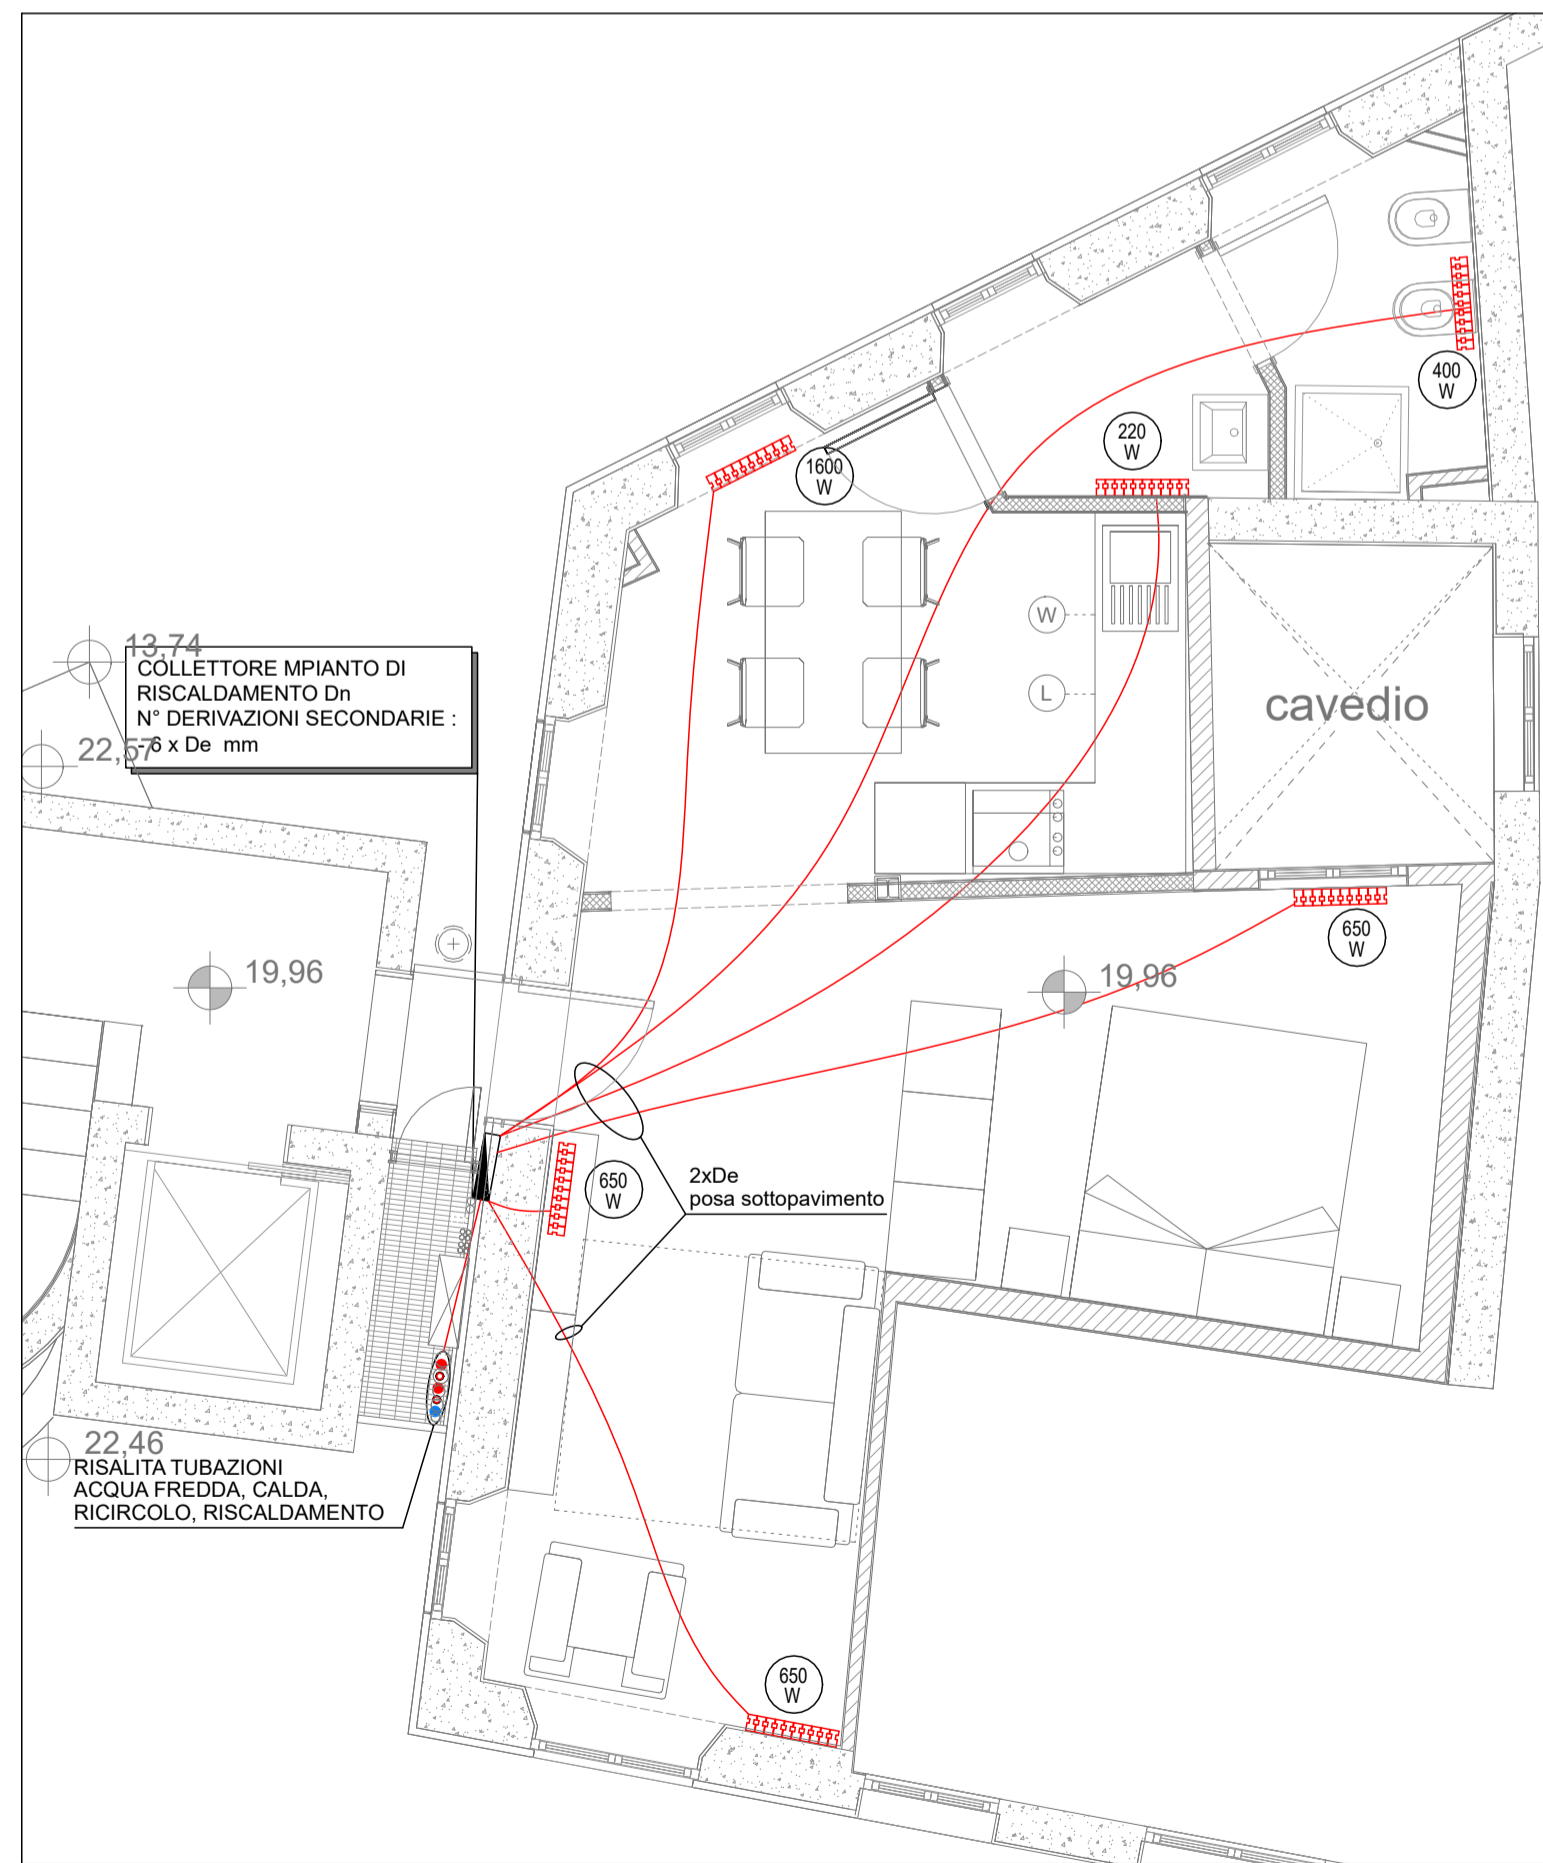 400
W
220
W
1600
W
W
L
13,74
COLLETTORE MPIANTO DI
RISCALDAMENTO Dn
N° DERIVAZIONI SECONDARIE :
- 6 x De mm
22,57
cavedio
650
W
19,96
19,96
650
W
2xDe
posa sottopavimento
22,46
RISALITA TUBAZIONI
ACQUA FREDDA, CALDA,
RICIRCOLO, RISCALDAMENTO
650
W